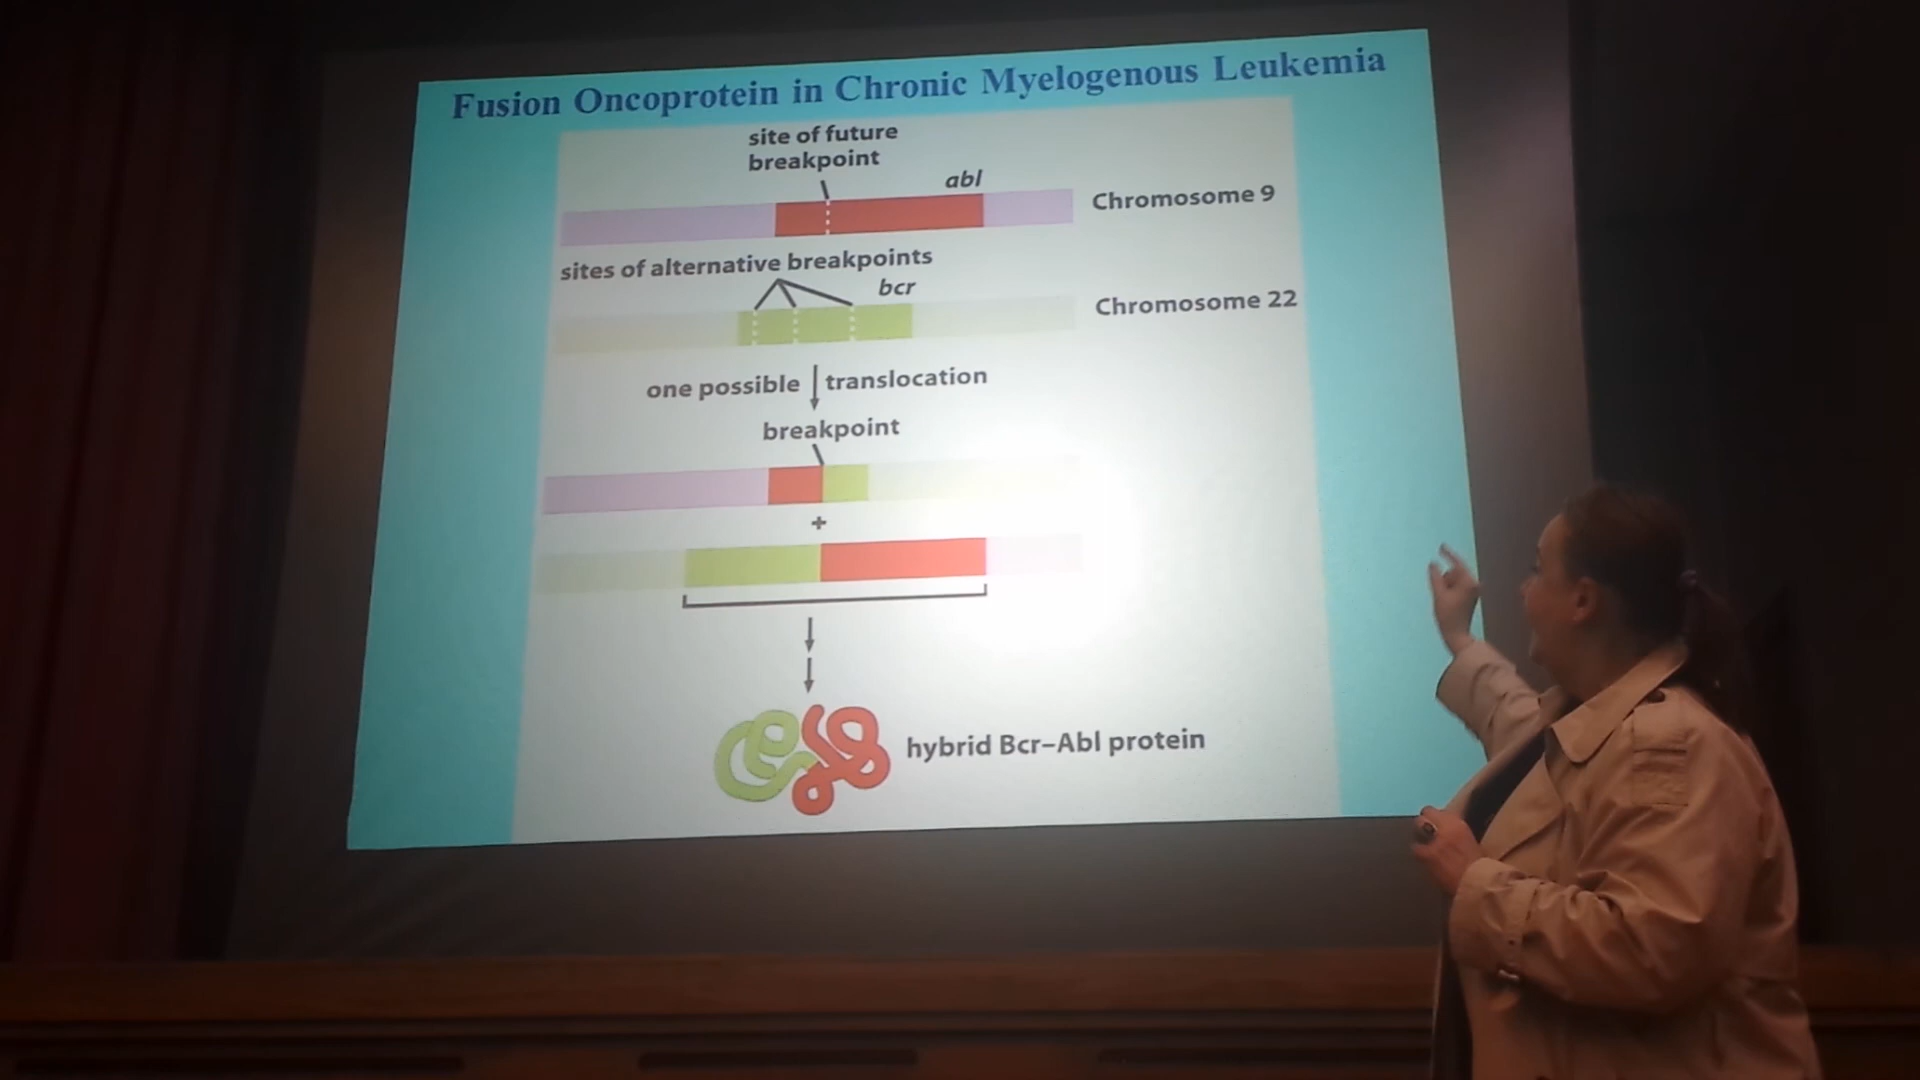 Fusion Oncoprotein in Chronic Myelogenous Leukemia
site of future
breakpoint
abl
Chromosome 9
sites of alternative breakpoints
bcr
Chromosome 22
one possible translocation
breakpoint
+
hybrid Bcr–Abl protein